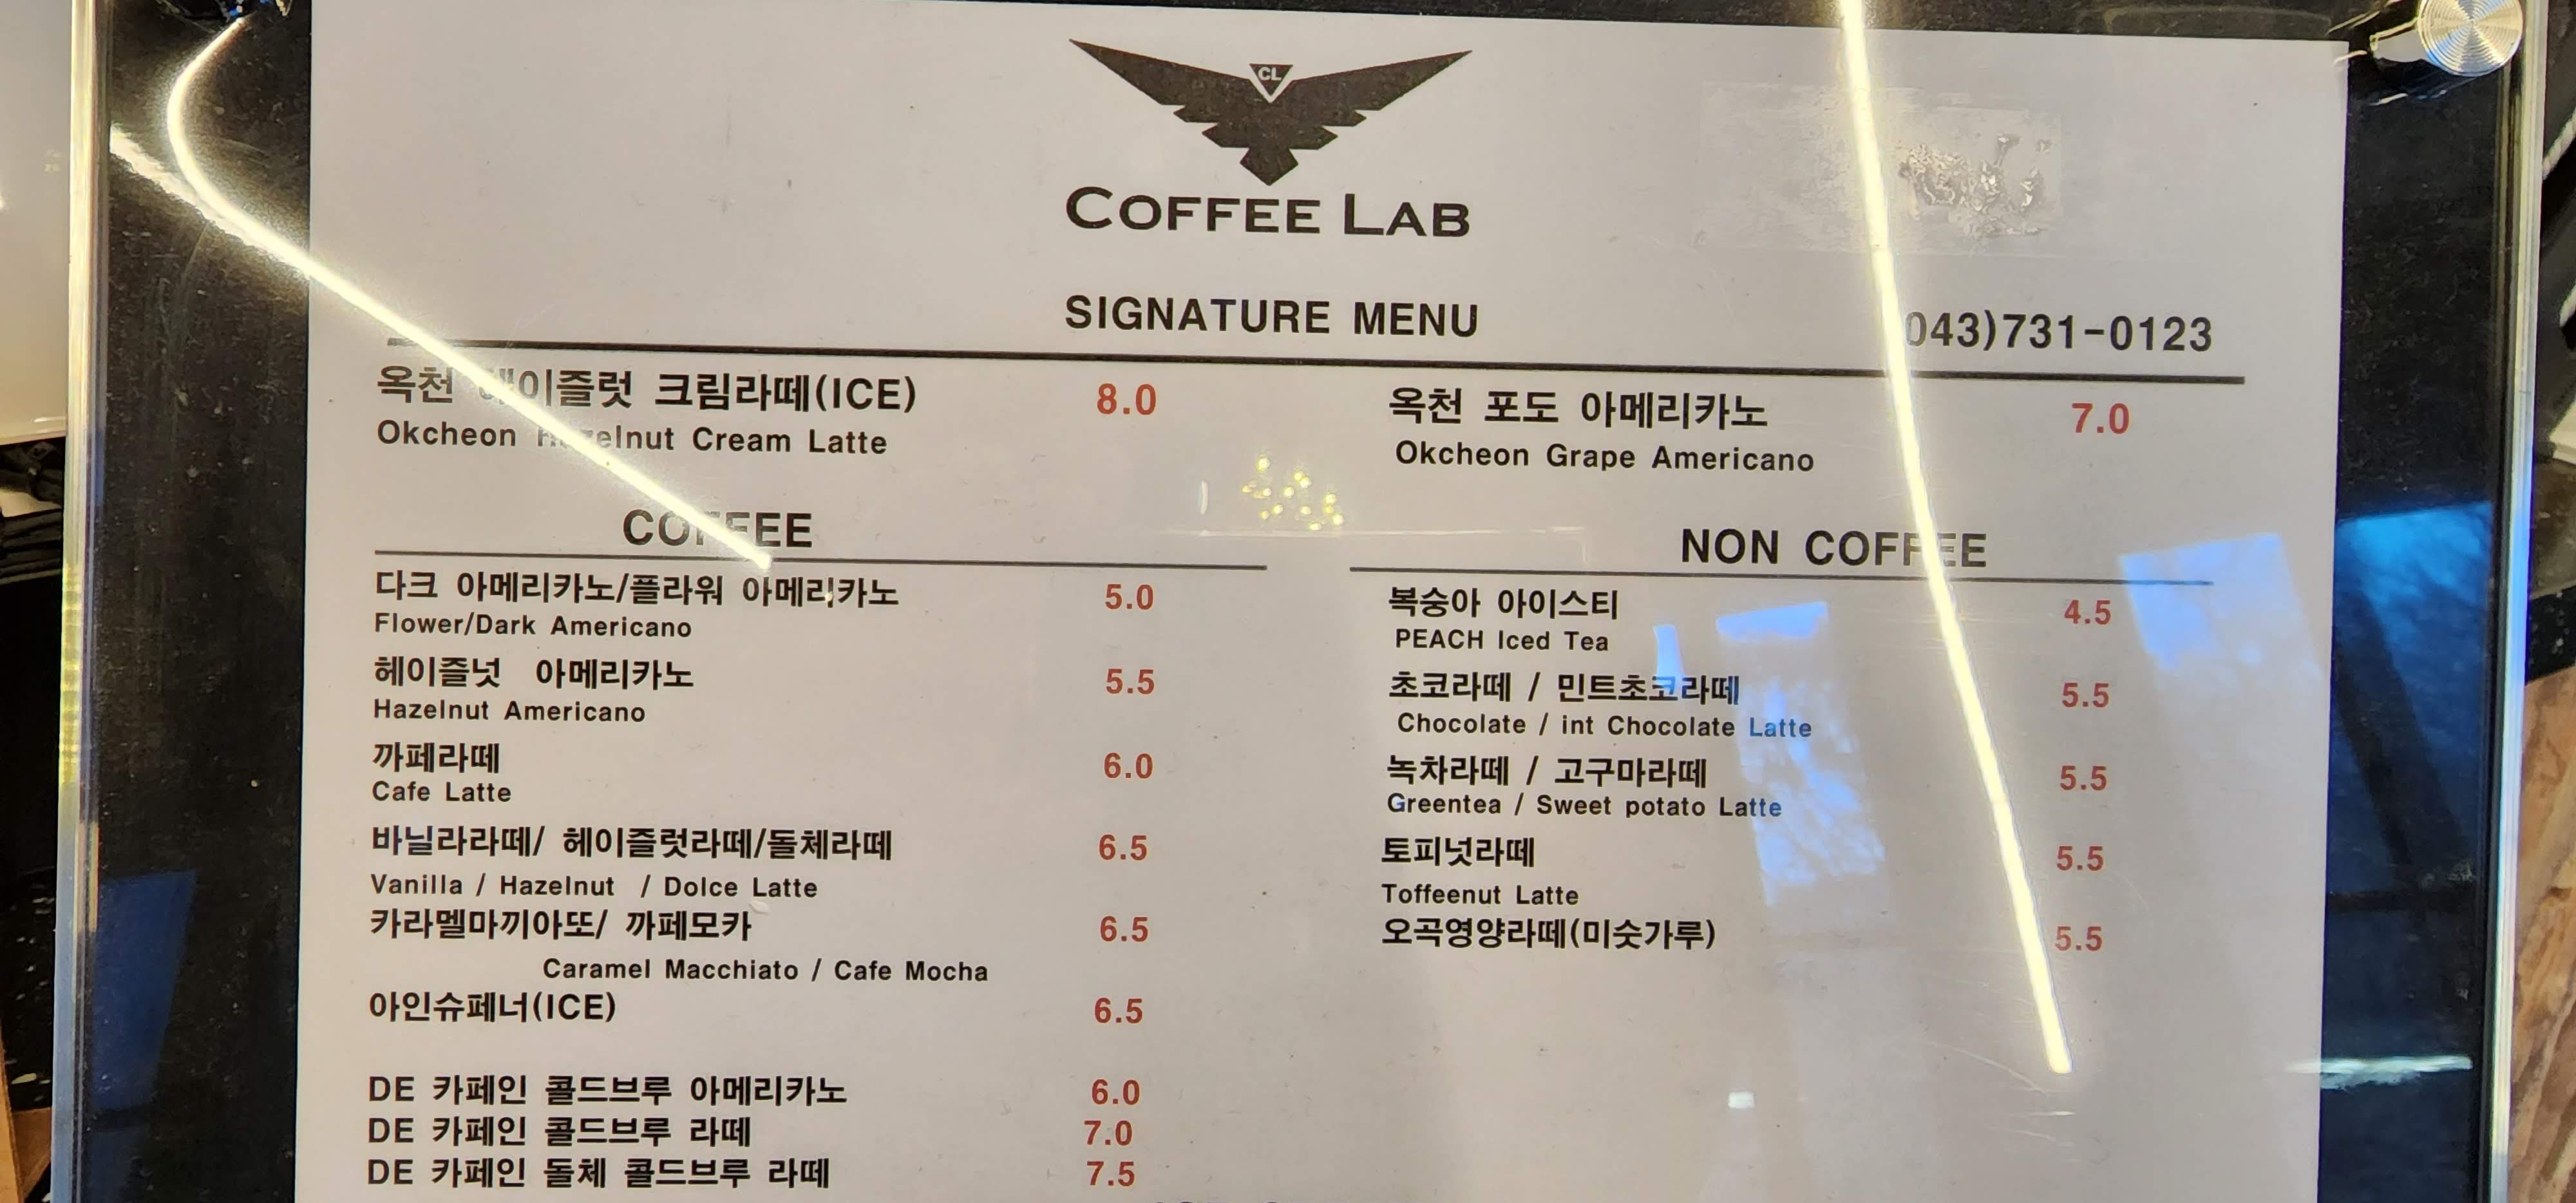 CL
COFFEE LAB
SIGNATURE MENU
043)731-0123
옥천 헤이즐럿 크림라떼(ICE) 8.0
Okcheon Hazelnut Cream Latte
옥천 포도 아메리카노 7.0
Okcheon Grape Americano
COFFEE
다크 아메리카노/플라워 아메리카노 5.0
Flower/Dark Americano
헤이즐넛 아메리카노 5.5
Hazelnut Americano
까페라떼 6.0
Cafe Latte
바닐라라떼/ 헤이즐럿라떼/돌체라떼 6.5
Vanilla / Hazelnut / Dolce Latte
카라멜마끼아또/ 까페모카 6.5
Caramel Macchiato / Cafe Mocha
아인슈페너(ICE) 6.5
DE 카페인 콜드브루 아메리카노 6.0
DE 카페인 콜드브루 라떼 7.0
DE 카페인 돌체 콜드브루 라떼 7.5
NON COFFEE
복숭아 아이스티 4.5
PEACH Iced Tea
초코라떼 / 민트초코라떼 5.5
Chocolate / int Chocolate Latte
녹차라떼 / 고구마라떼 5.5
Greentea / Sweet potato Latte
토피넛라떼 5.5
Toffeenut Latte
오곡영양라떼(미숫가루) 5.5